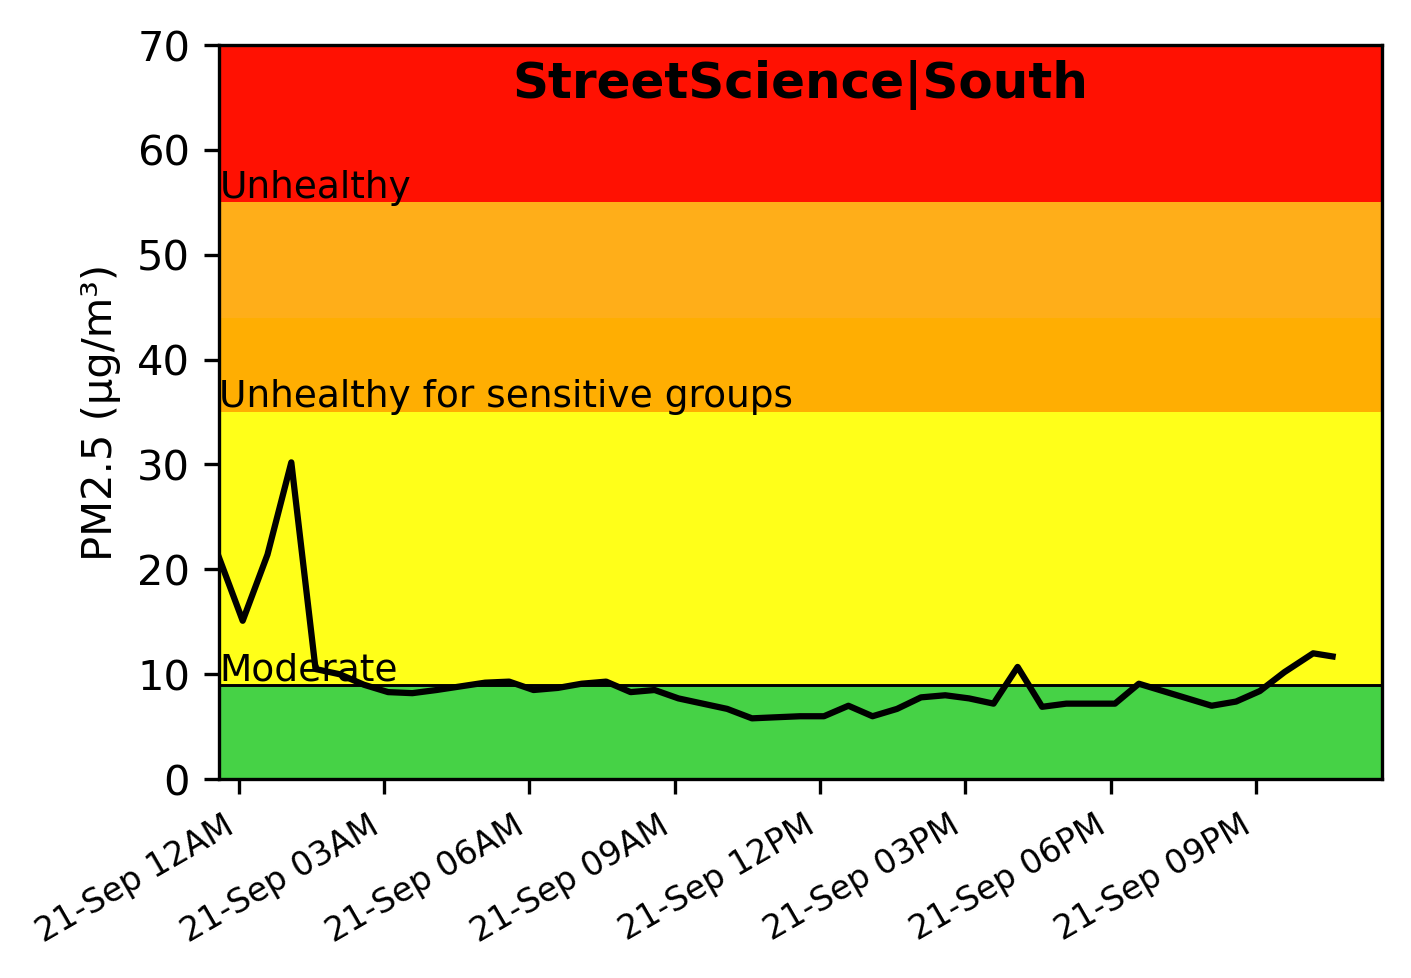 StreetScience|South
PM2.5 (µg/m³)
70
60
50
40
30
20
10
0
Unhealthy
Unhealthy for sensitive groups
Moderate
21-Sep 12AM
21-Sep 03AM
21-Sep 06AM
21-Sep 09AM
21-Sep 12PM
21-Sep 03PM
21-Sep 06PM
21-Sep 09PM